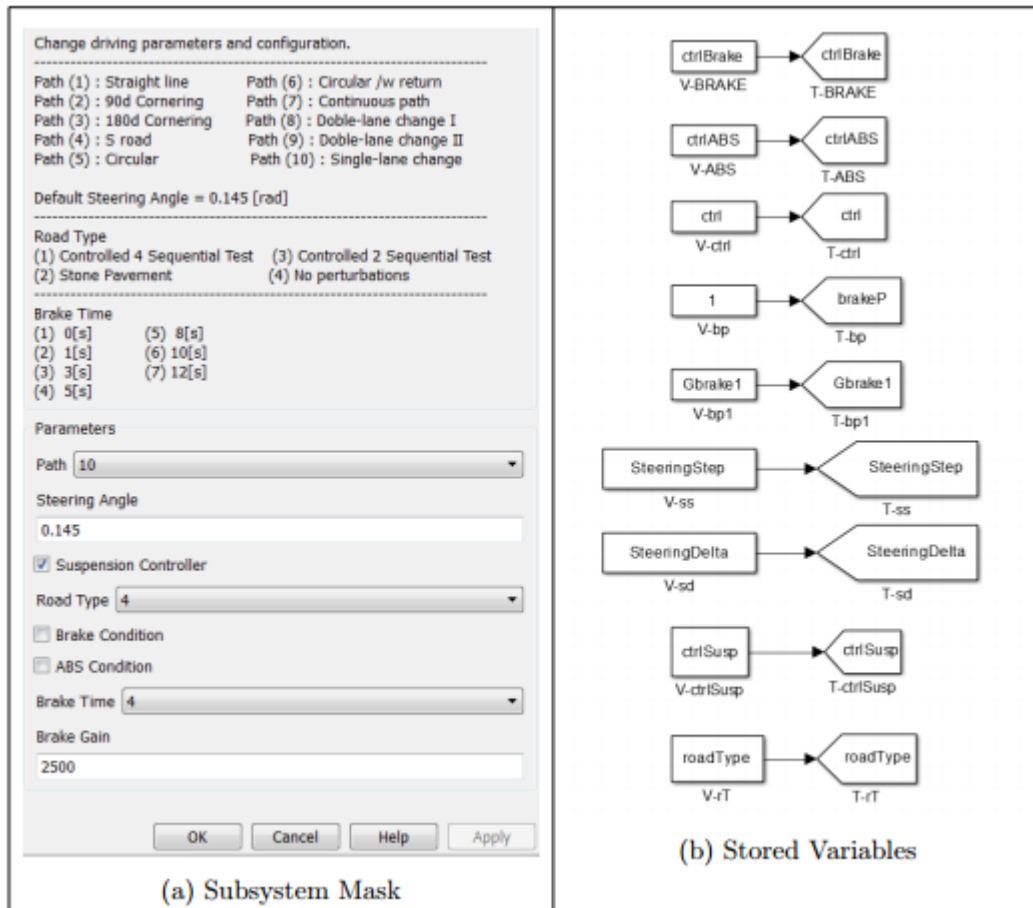 Change driving parameters and configuration.
--------------------------------------------------------------------------------
Path (1) : Straight line Path (6) : Circular /w return
Path (2) : 90d Cornering Path (7) : Continuous path
Path (3) : 180d Cornering Path (8) : Doble-lane change I
Path (4) : S road Path (9) : Doble-lane change II
Path (5) : Circular Path (10) : Single-lane change
Default Steering Angle = 0.145 [rad]
--------------------------------------------------------------------------------
Road Type
(1) Controlled 4 Sequential Test (3) Controlled 2 Sequential Test
(2) Stone Pavement (4) No perturbations
--------------------------------------------------------------------------------
Brake Time
(1) 0[s] (5) 8[s]
(2) 1[s] (6) 10[s]
(3) 3[s] (7) 12[s]
(4) 5[s]
Parameters
Path 10
Steering Angle
0.145
Suspension Controller
Road Type 4
Brake Condition
ABS Condition
Brake Time 4
Brake Gain
2500
OK Cancel Help Apply
(a) Subsystem Mask
ctrlBrake ctrlBrake
V-BRAKE T-BRAKE
ctrlABS ctrlABS
V-ABS T-ABS
ctrl ctrl
V-ctrl T-ctrl
1 brakeP
V-bp T-bp
Gbrake1 Gbrake1
V-bp1 T-bp1
SteeringStep SteeringStep
V-ss T-ss
SteeringDelta SteeringDelta
V-sd T-sd
ctrlSusp ctrlSusp
V-ctrlSusp T-ctrlSusp
roadType roadType
V-rT T-rT
(b) Stored Variables